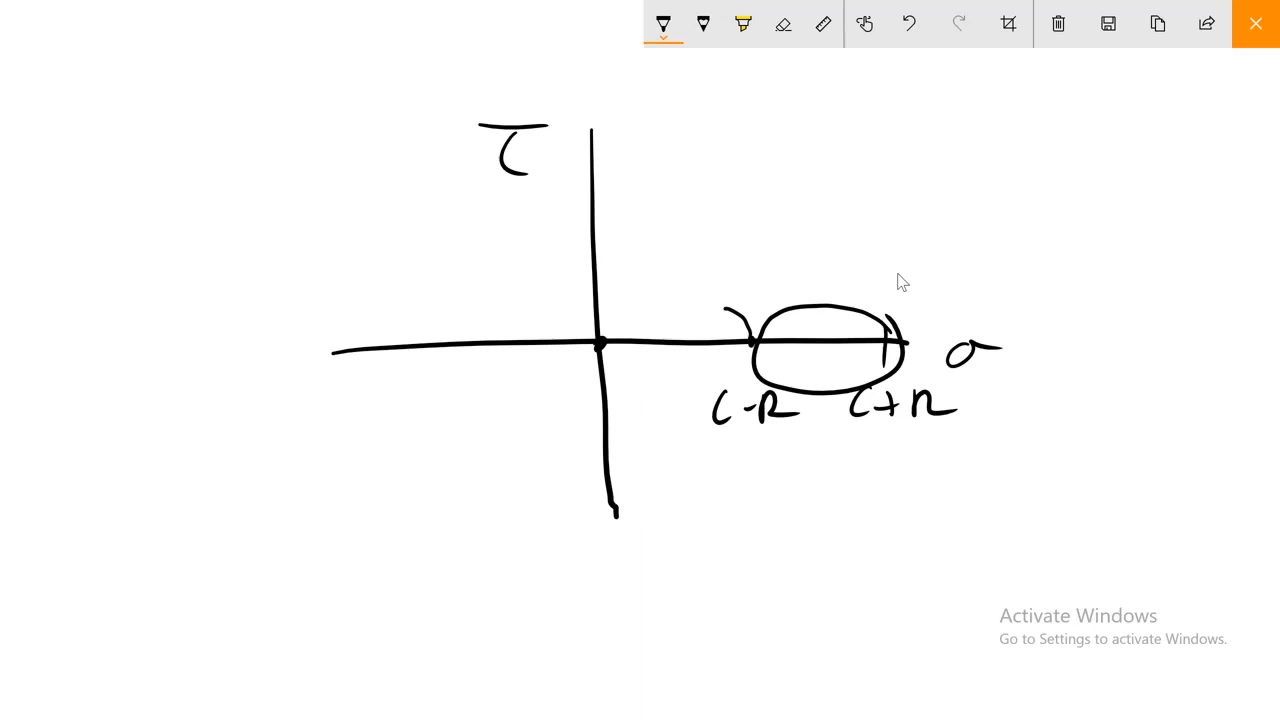 τ
σ
C-R C+R
Activate Windows
Go to Settings to activate Windows.